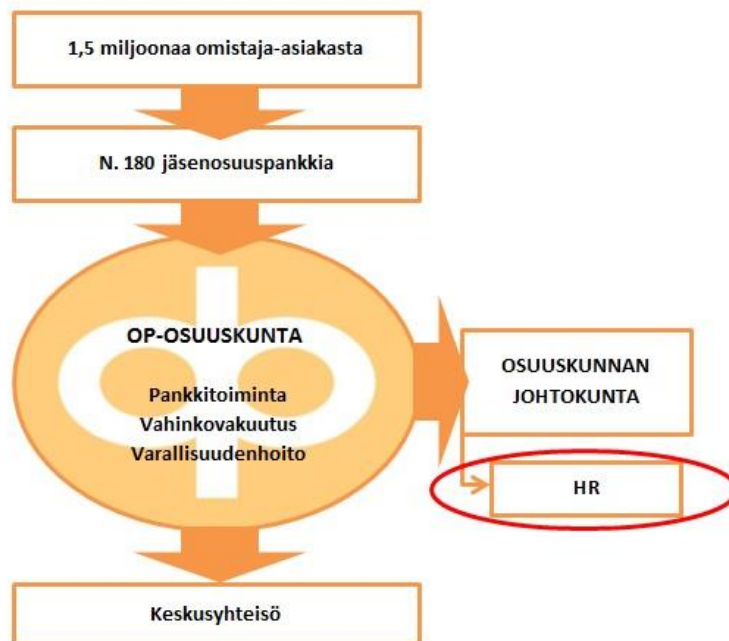 1,5 miljoonaa omistaja-asiakasta
N. 180 jäsenosuuspankkia
OP-OSUUSKUNTA
Pankkitoiminta
Vahinkovakuutus
Varallisuudenhoito
OSUUSKUNNAN
JOHTOKUNTA
HR
Keskusyhteisö